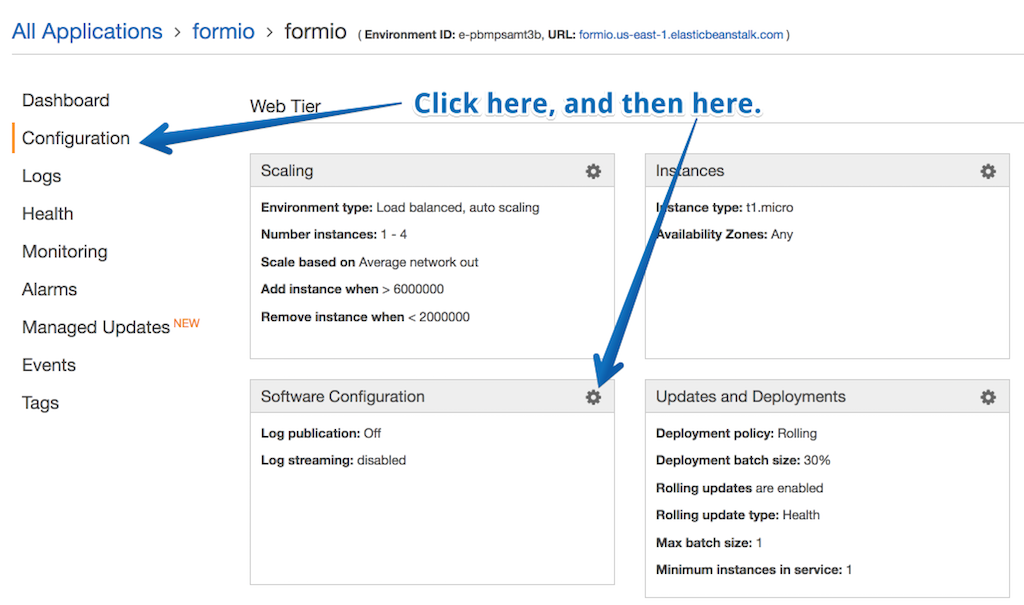 All Applications › formio › formio ( Environment ID: e-pbmpsamt3b, URL: formio.us-east-1.elasticbeanstalk.com )
Dashboard
Configuration
Logs
Health
Monitoring
Alarms
Managed Updates NEW
Events
Tags
Web Tier
Click here, and then here.
Scaling
Environment type: Load balanced, auto scaling
Number instances: 1 - 4
Scale based on Average network out
Add instance when > 6000000
Remove instance when < 2000000
Instances
Instance type: t1.micro
Availability Zones: Any
Software Configuration
Log publication: Off
Log streaming: disabled
Updates and Deployments
Deployment policy: Rolling
Deployment batch size: 30%
Rolling updates are enabled
Rolling update type: Health
Max batch size: 1
Minimum instances in service: 1